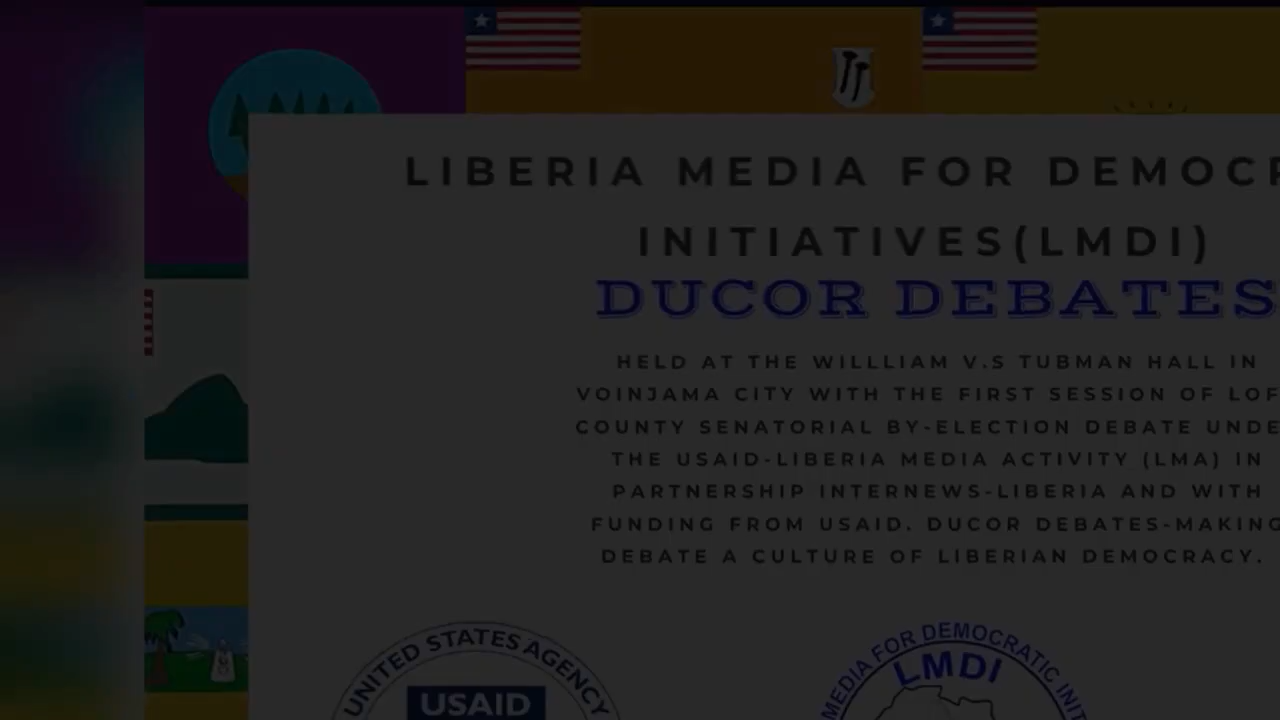 LIBERIA MEDIA FOR DEMOC
INITIATIVES(LMDI)
DUCOR DEBATES
HELD AT THE WILLLIAM V.S TUBMAN HALL IN
VOINJAMA CITY WITH THE FIRST SESSION OF LOF
COUNTY SENATORIAL BY-ELECTION DEBATE UNDE
THE USAID-LIBERIA MEDIA ACTIVITY (LMA) IN
PARTNERSHIP INTERNEWS-LIBERIA AND WITH
FUNDING FROM USAID. DUCOR DEBATES-MAKING
DEBATE A CULTURE OF LIBERIAN DEMOCRACY.
UNITED STATES AGENCY
USAID
MEDIA FOR DEMOCRATIC INIT
LMDI